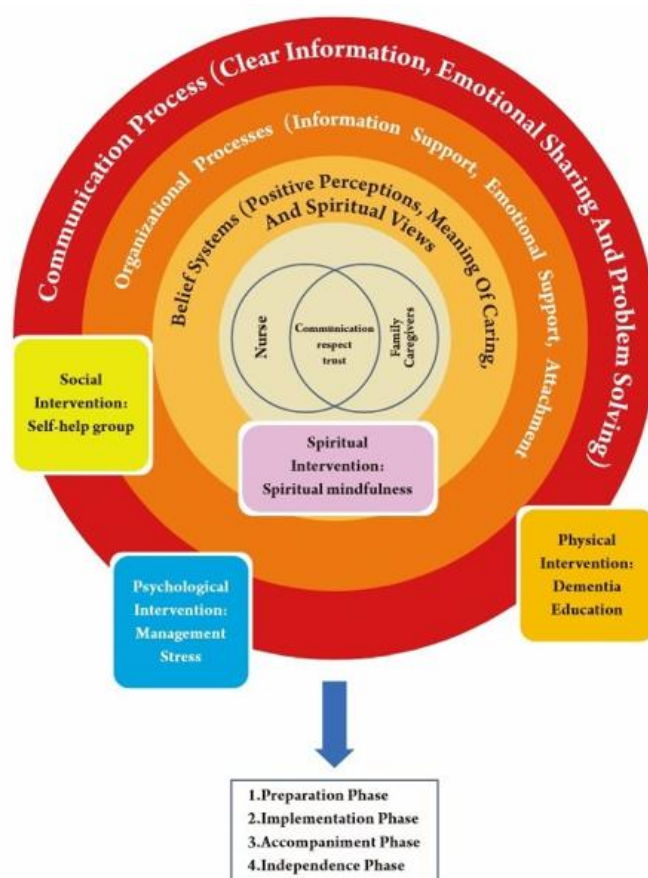 Communication Process (Clear Information, Emotional Sharing And Problem Solving)
Organizational Processes (Information Support, Emotional Support, Attachment
Belief Systems (Positive Perceptions, Meaning Of Caring,
And Spiritual Views
Nurse
Communication
respect
trust
Family
Caregivers
Social
Intervention:
Self-help group
Spiritual
Intervention:
Spiritual mindfulness
Physical
Intervention:
Dementia
Education
Psychological
Intervention:
Management
Stress
1.Preparation Phase
2.Implementation Phase
3.Accompaniment Phase
4.Independence Phase